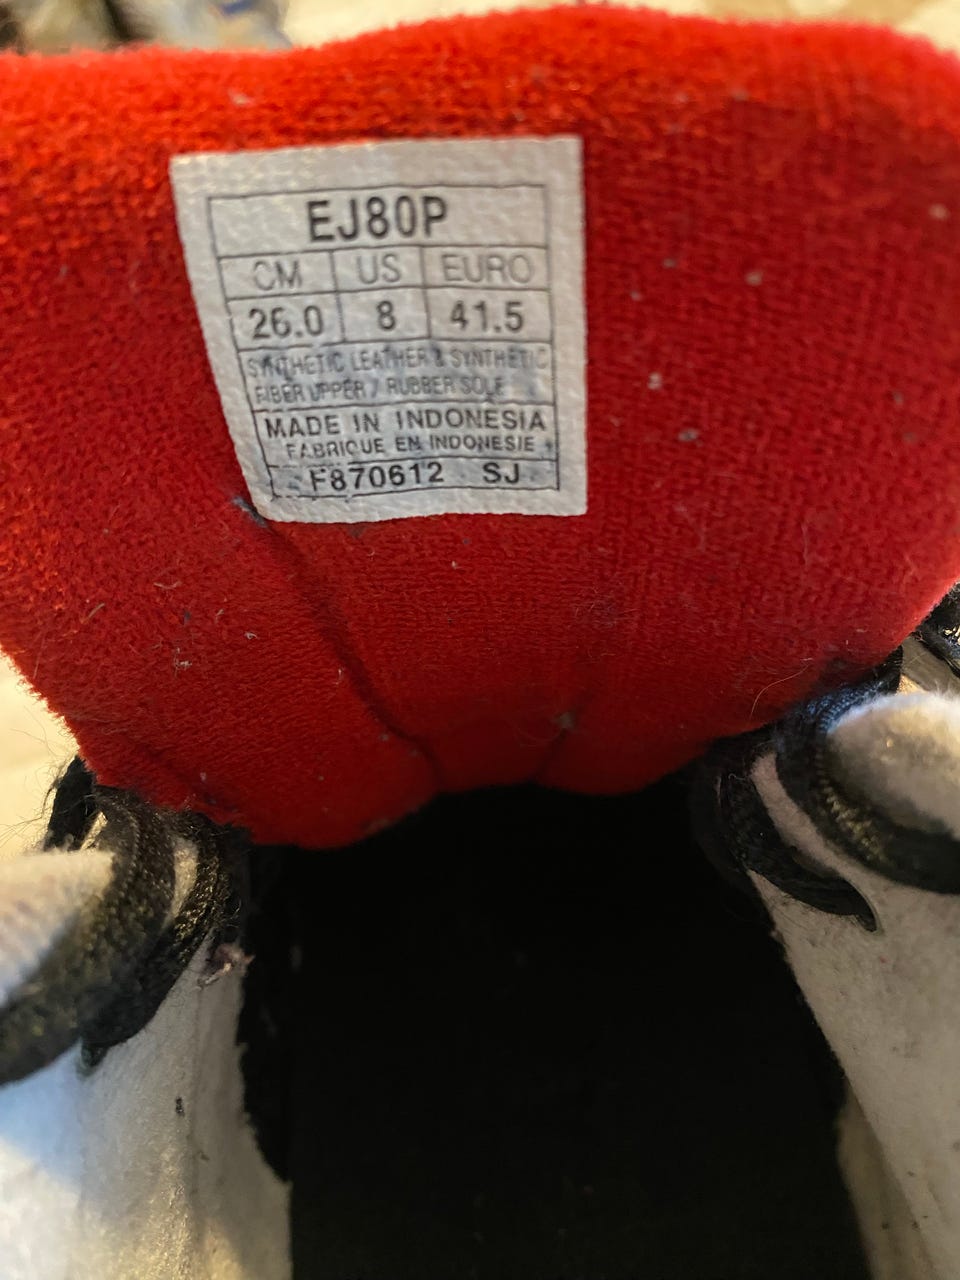 EJ80P
CM US EURO
26.0 8 41.5
SYNTHETIC LEATHER & SYNTHETIC
FIBER UPPER / RUBBER SOLE
MADE IN INDONESIA
FABRIQUE EN INDONESIE
F870612 SJ